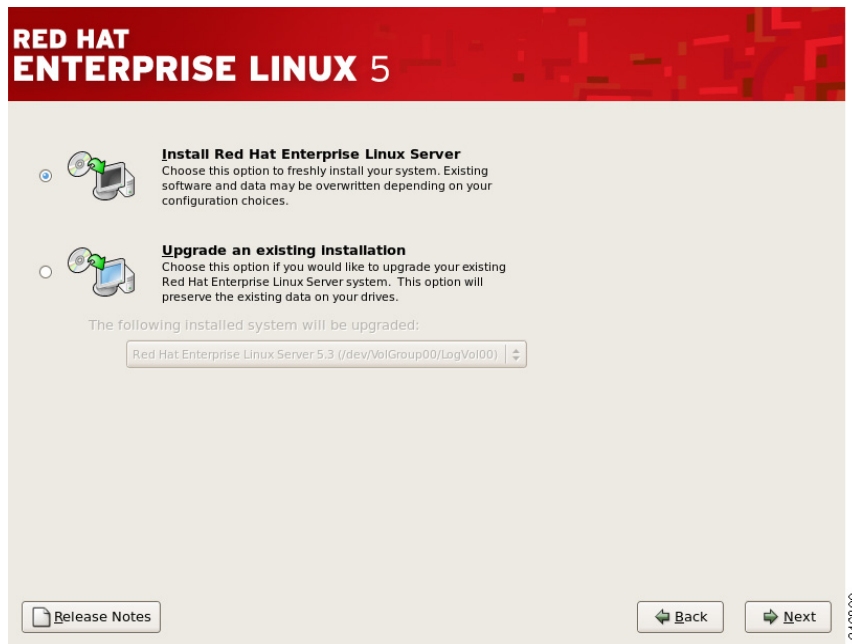 RED HAT
ENTERPRISE LINUX 5
Install Red Hat Enterprise Linux Server
Choose this option to freshly install your system. Existing
software and data may be overwritten depending on your
configuration choices.
Upgrade an existing installation
Choose this option if you would like to upgrade your existing
Red Hat Enterprise Linux Server system. This option will
preserve the existing data on your drives.
The following installed system will be upgraded:
Red Hat Enterprise Linux Server 5.3 (/dev/VolGroup00/LogVol00)
Release Notes
Back
Next